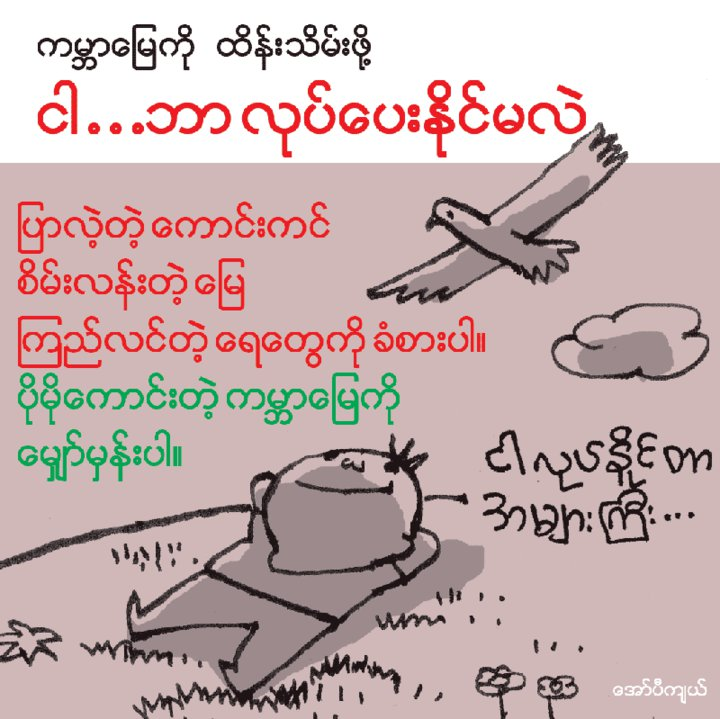 ကမ္ဘာမြေကို ထိန်းသိမ်းဖို့
ငါ...ဘာ လုပ်ပေးနိုင်မလဲ
ပြာလဲ့တဲ့ ကောင်းကင်
စိမ်းလန်းတဲ့ မြေ
ကြည်လင်တဲ့ ရေတွေကို ခံစားပါ။
ပိုမိုကောင်းတဲ့ ကမ္ဘာမြေကို
မျှော်မှန်းပါ။
ငါ လုပ်နိုင်တာ
အများကြီး...
အော်ပီကျယ်